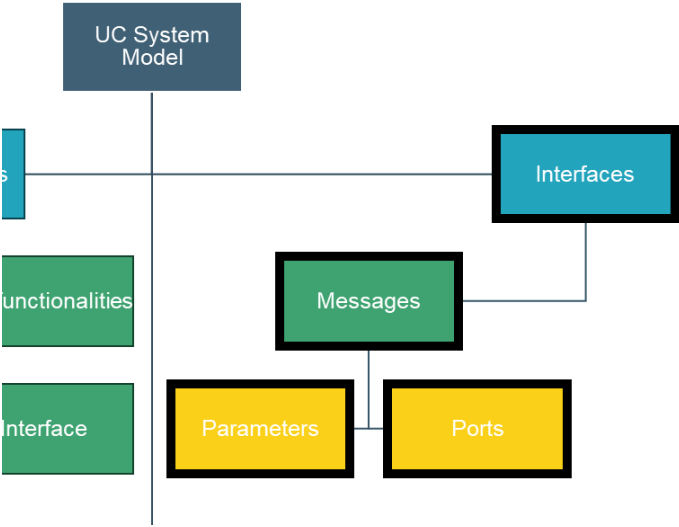 UC System
Model
s
Interfaces
unctionalities
Messages
Interface
Parameters
Ports